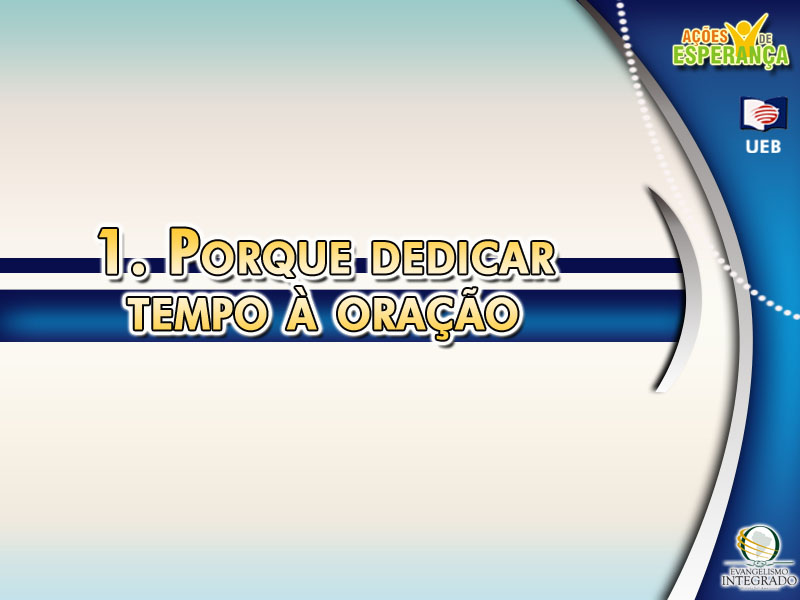 AÇÕES DE
ESPERANÇA
UEB
1. PORQUE DEDICAR
TEMPO À ORAÇÃO
EVANGELISMO
INTEGRADO